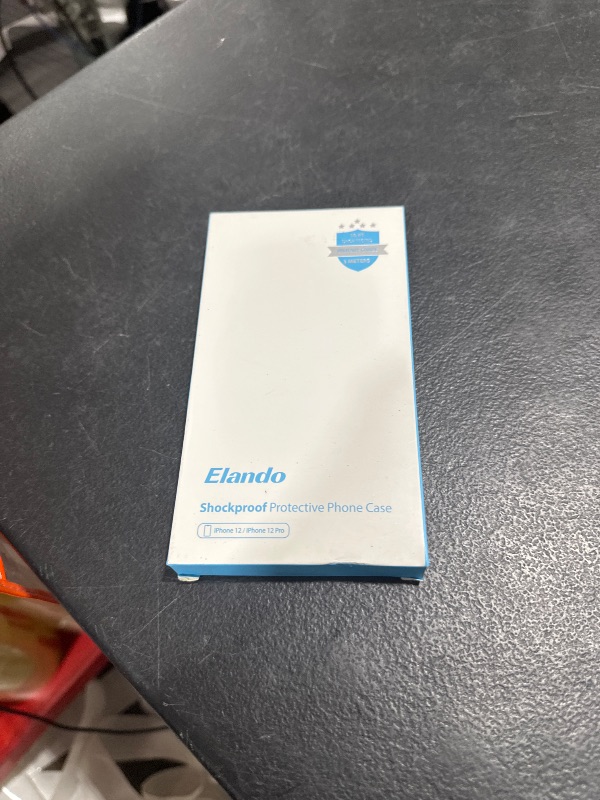 Elando
Shockproof Protective Phone Case
iPhone 12 / iPhone 12 Pro